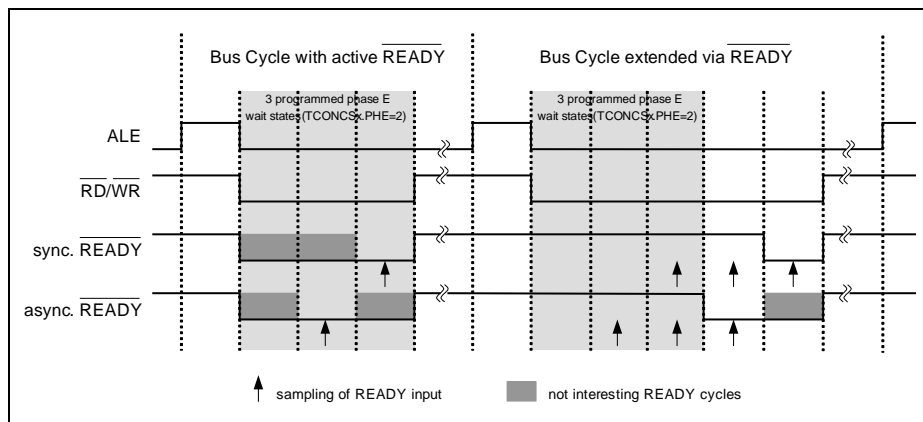 Bus Cycle with active READY
Bus Cycle extended via READY
3 programmed phase E
wait states(TCONCSx.PHE=2)
3 programmed phase E
wait states(TCONCSx.PHE=2)
ALE
RD/WR
sync. READY
async. READY
sampling of READY input
not interesting READY cycles